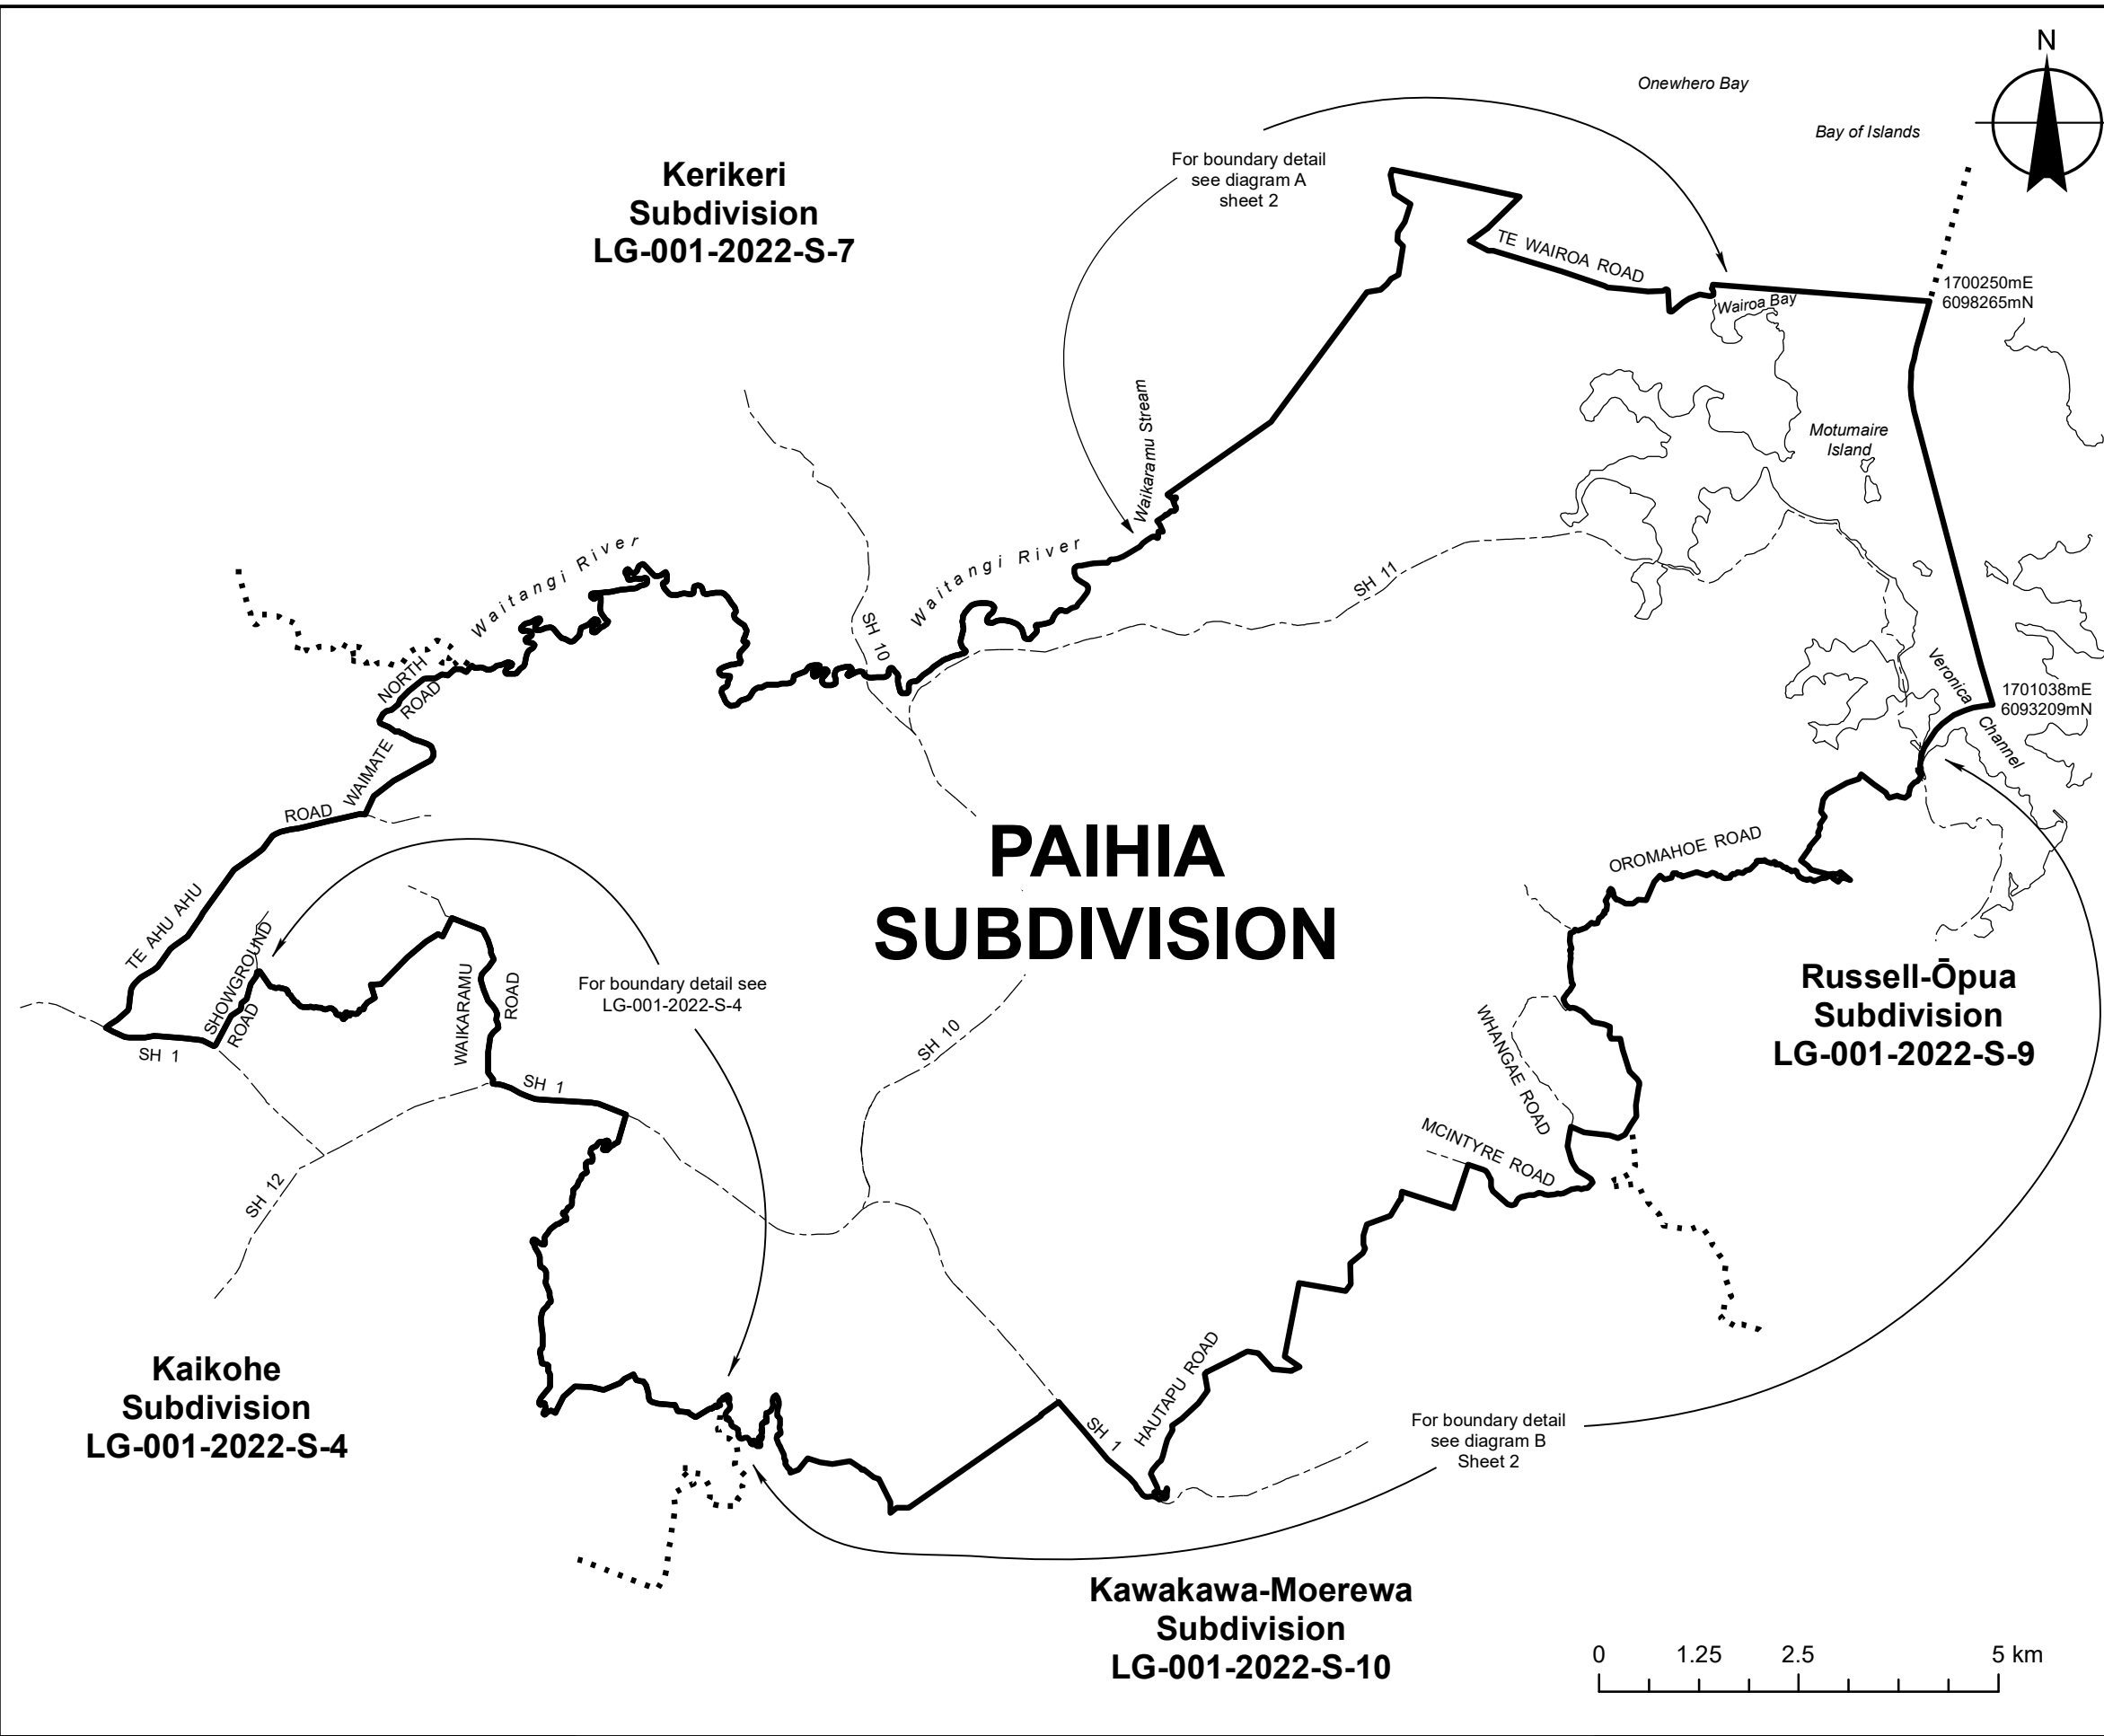 N
Onewhero Bay
Bay of Islands
For boundary detail
see diagram A
sheet 2
Kerikeri
Subdivision
LG-001-2022-S-7
TE WAIROA ROAD
1700250mE
6098265mN
Wairoa Bay
Motumaire
Island
Waikaramu Stream
Waitangi River
Waitangi River
SH 11
SH 10
NORTH
ROAD
Veronica
Channel
1701038mE
6093209mN
WAIMATE
ROAD
TE AHU AHU
PAIHIA
SUBDIVISION
OROMAHOE ROAD
SHOWGROUND
ROAD
SH 1
WAIKARAMU
ROAD
For boundary detail see
LG-001-2022-S-4
Russell-Ōpua
Subdivision
LG-001-2022-S-9
SH 10
WHANGAE ROAD
SH 1
MCINTYRE ROAD
SH 12
Kaikohe
Subdivision
LG-001-2022-S-4
HAUTAPU ROAD
SH 1
For boundary detail
see diagram B
Sheet 2
Kawakawa-Moerewa
Subdivision
LG-001-2022-S-10
0 1.25 2.5 5 km